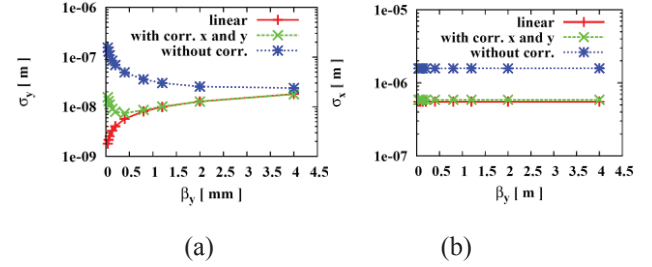 linear
with corr. x and y
without corr.
1e-06
1e-07
1e-08
1e-09
σy [ m ]
0 0.5 1 1.5 2 2.5 3 3.5 4 4.5
βy [ mm ]
(a)
linear
with corr. x and y
without corr.
1e-05
1e-06
1e-07
σx [ m ]
0 0.5 1 1.5 2 2.5 3 3.5 4 4.5
βy [ m ]
(b)